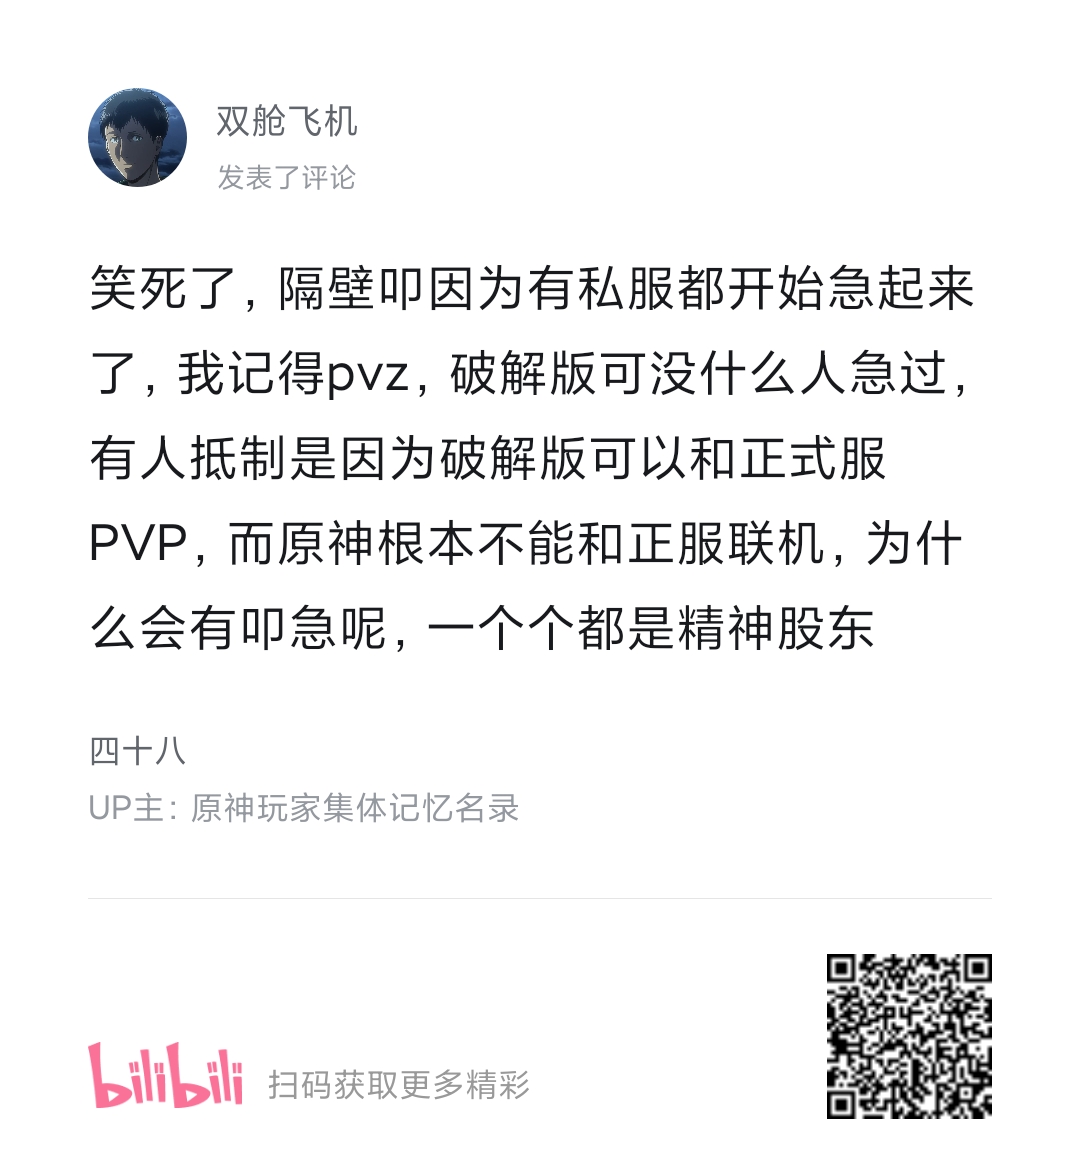 双舱飞机
发表了评论
笑死了，隔壁叩因为有私服都开始急起来
了，我记得pvz，破解版可没什么人急过，
有人抵制是因为破解版可以和正式服
PVP，而原神根本不能和正服联机，为什
么会有叩急呢，一个个都是精神股东
四十八
UP主：原神玩家集体记忆名录
bilibili 扫码获取更多精彩